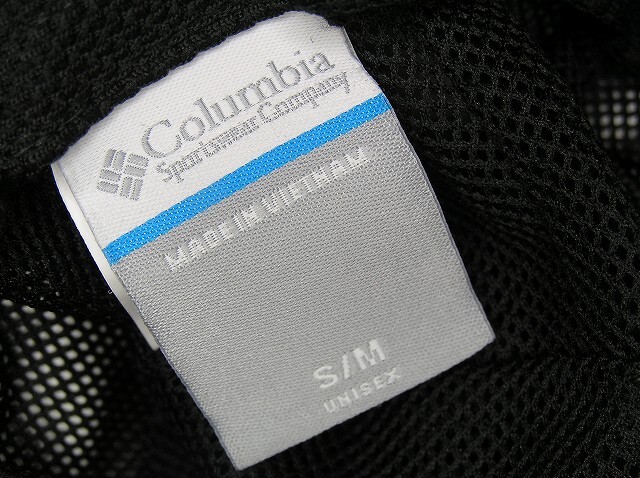 Columbia
Sportswear Company
MADE IN VIETNAM
S/M
UNISEX